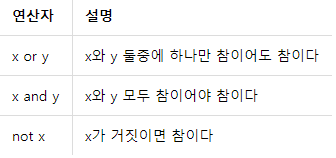 연산자 설명
x or y x와 y 둘중에 하나만 참이어도 참이다
x and y x와 y 모두 참이어야 참이다
not x x가 거짓이면 참이다